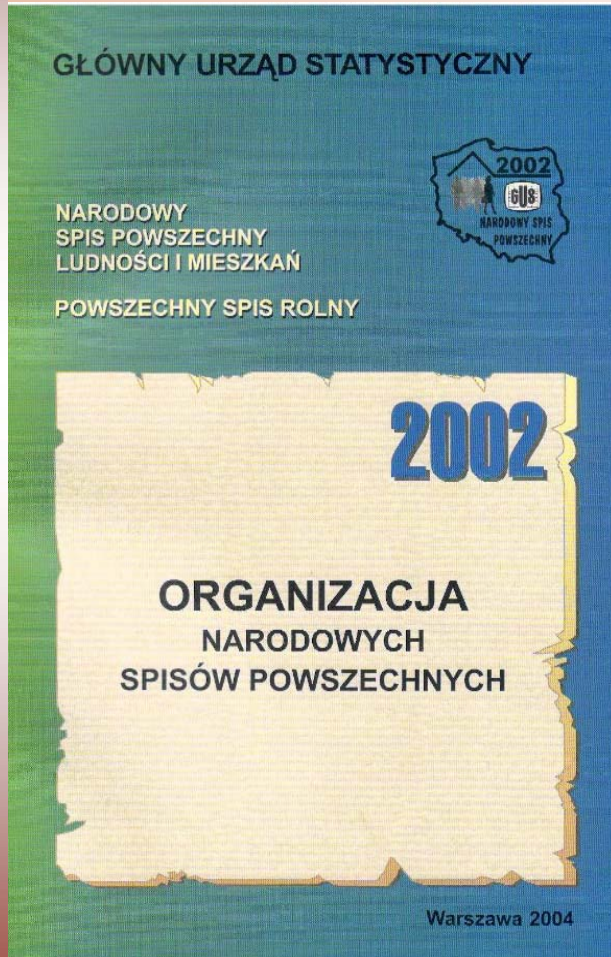 GŁÓWNY URZĄD STATYSTYCZNY
2002
GUS
NARODOWY SPIS
POWSZECHNY
NARODOWY
SPIS POWSZECHNY
LUDNOŚCI I MIESZKAŃ
POWSZECHNY SPIS ROLNY
2002
ORGANIZACJA
NARODOWYCH
SPISÓW POWSZECHNYCH
Warszawa 2004